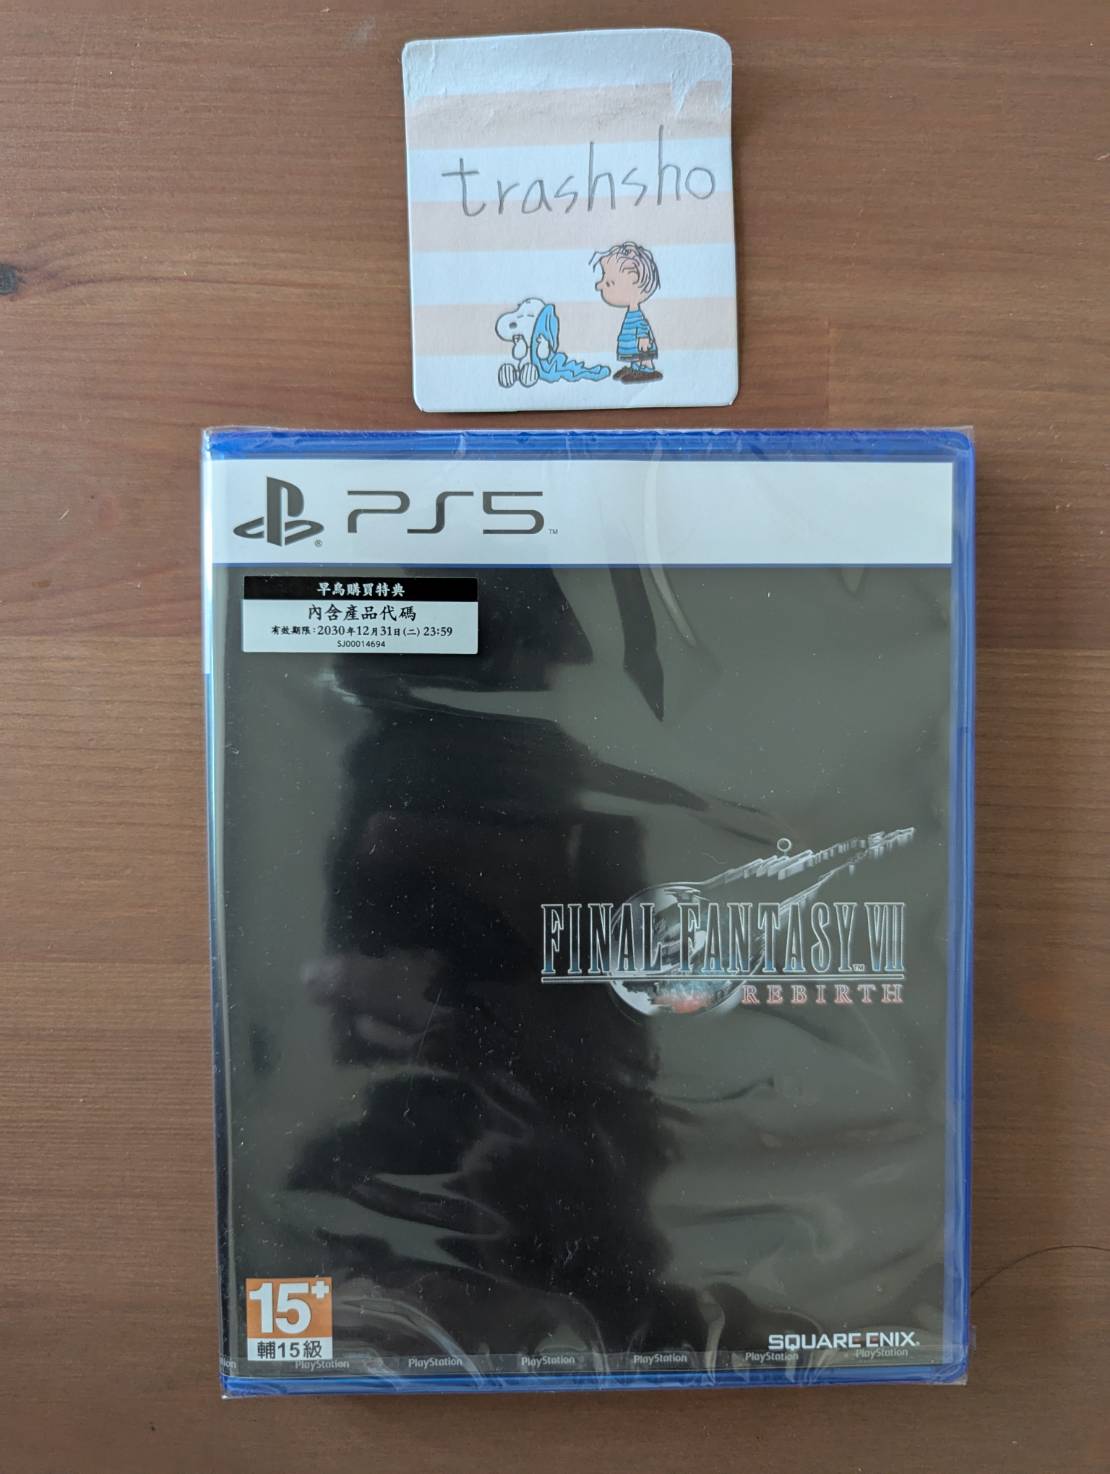 trashsho
PS5™
早鳥購買特典
內含產品代碼
有效期限:2030年12月31日(二) 23:59
SJ00014694
FINAL FANTASY™ VII
REBIRTH
15+
輔15級
SQUARE ENIX®
PlayStation PlayStation PlayStation PlayStation PlayStation PlayStation